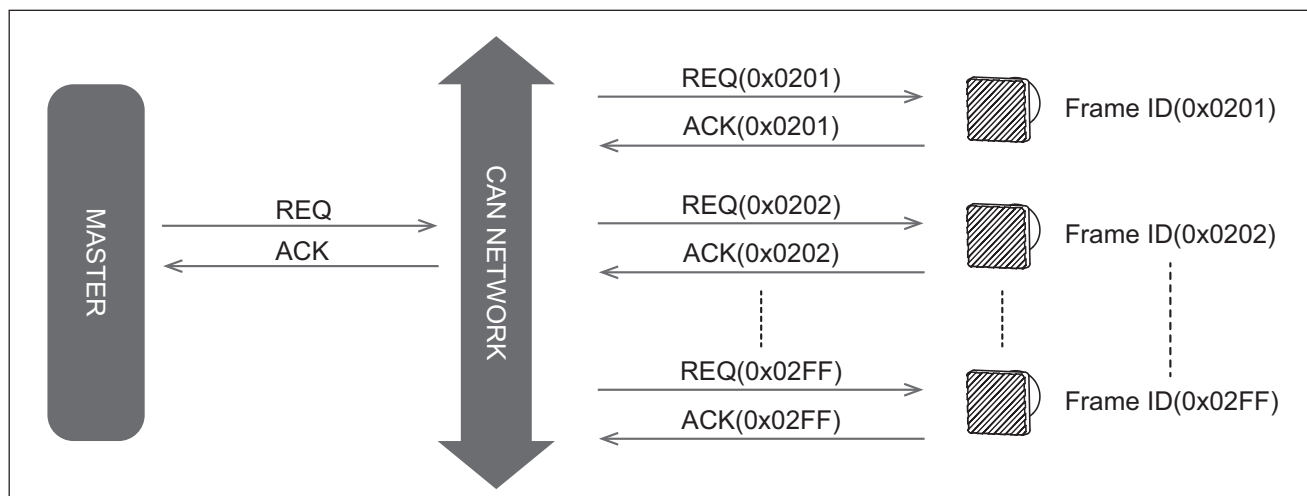 MASTER
REQ
ACK
CAN NETWORK
REQ(0x0201)
ACK(0x0201)
Frame ID(0x0201)
REQ(0x0202)
ACK(0x0202)
Frame ID(0x0202)
REQ(0x02FF)
ACK(0x02FF)
Frame ID(0x02FF)